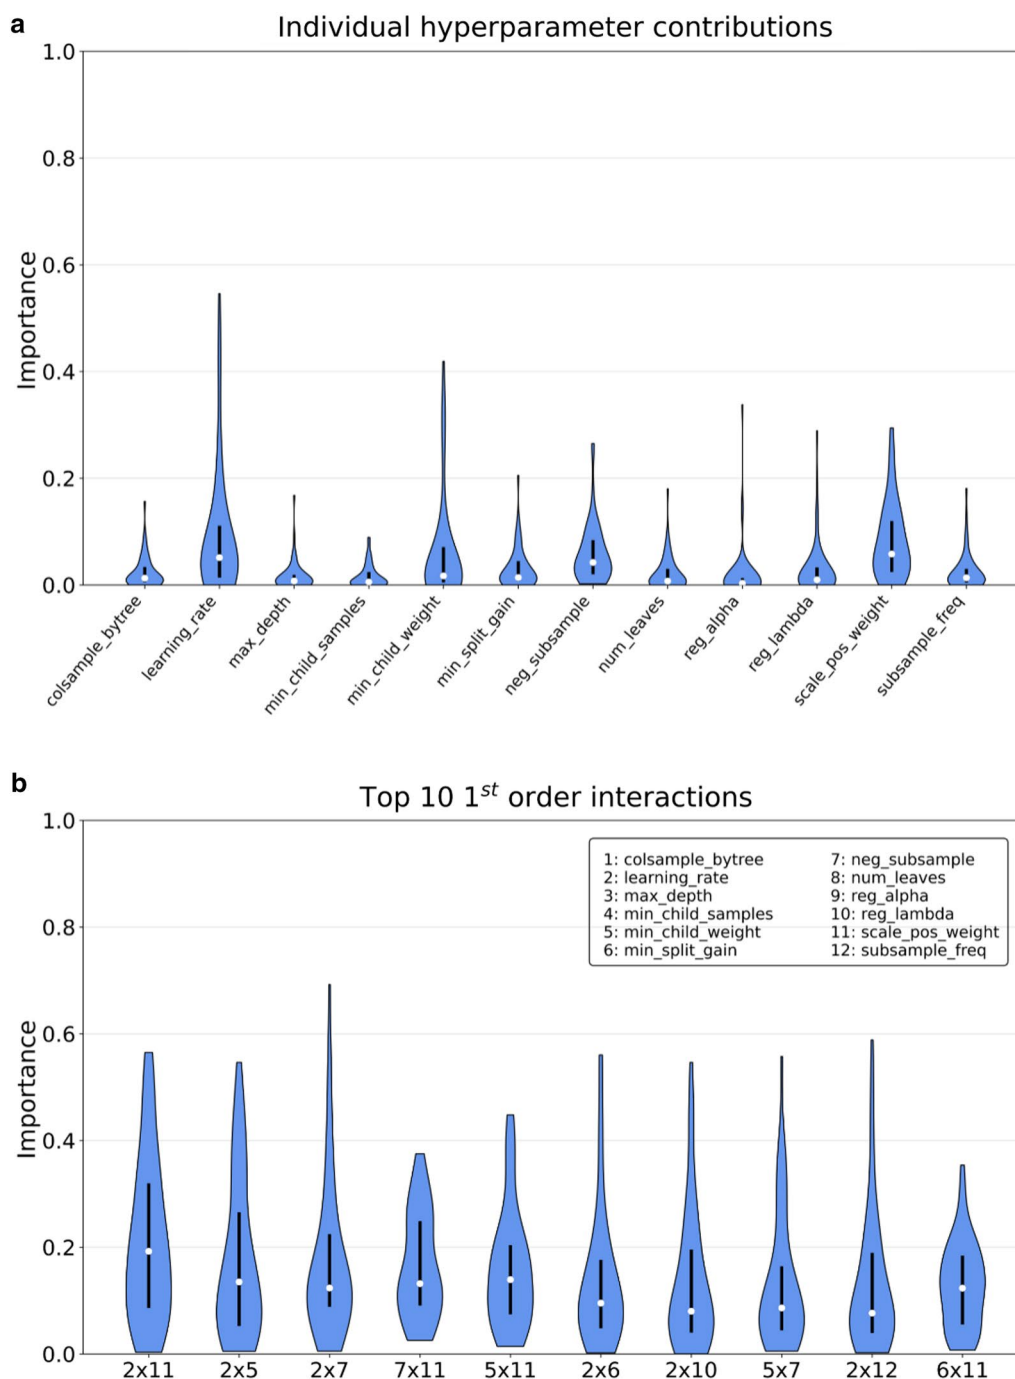 a
Individual hyperparameter contributions
1.0
0.8
0.6
0.4
0.2
0.0
Importance
colsample_bytree
learning_rate
max_depth
min_child_samples
min_child_weight
min_split_gain
neg_subsample
num_leaves
reg_alpha
reg_lambda
scale_pos_weight
subsample_freq
b
Top 10 1st order interactions
1.0
0.8
0.6
0.4
0.2
0.0
Importance
1: colsample_bytree
2: learning_rate
3: max_depth
4: min_child_samples
5: min_child_weight
6: min_split_gain
7: neg_subsample
8: num_leaves
9: reg_alpha
10: reg_lambda
11: scale_pos_weight
12: subsample_freq
2x11 2x5 2x7 7x11 5x11 2x6 2x10 5x7 2x12 6x11